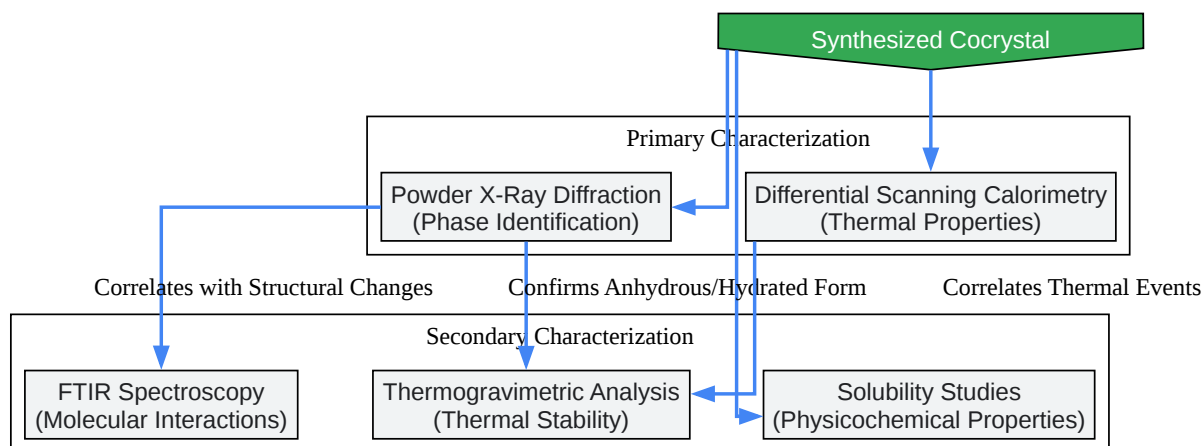 Synthesized Cocrystal
Primary Characterization
Powder X-Ray Diffraction
(Phase Identification)
Differential Scanning Calorimetry
(Thermal Properties)
Correlates with Structural Changes
Confirms Anhydrous/Hydrated Form
Correlates Thermal Events
Secondary Characterization
FTIR Spectroscopy
(Molecular Interactions)
Thermogravimetric Analysis
(Thermal Stability)
Solubility Studies
(Physicochemical Properties)